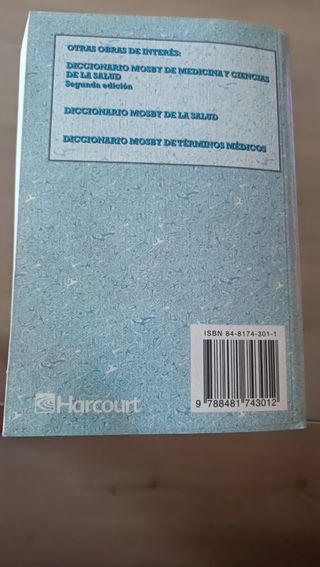 OTRAS OBRAS DE INTERÉS:
DICCIONARIO MOSBY DE MEDICINA Y CIENCIAS
DE LA SALUD
Segunda edición
DICCIONARIO MOSBY DE LA SALUD
DICCIONARIO MOSBY DE TÉRMINOS MÉDICOS
ISBN 84-8174-301-1
9 788481 743012
Harcourt